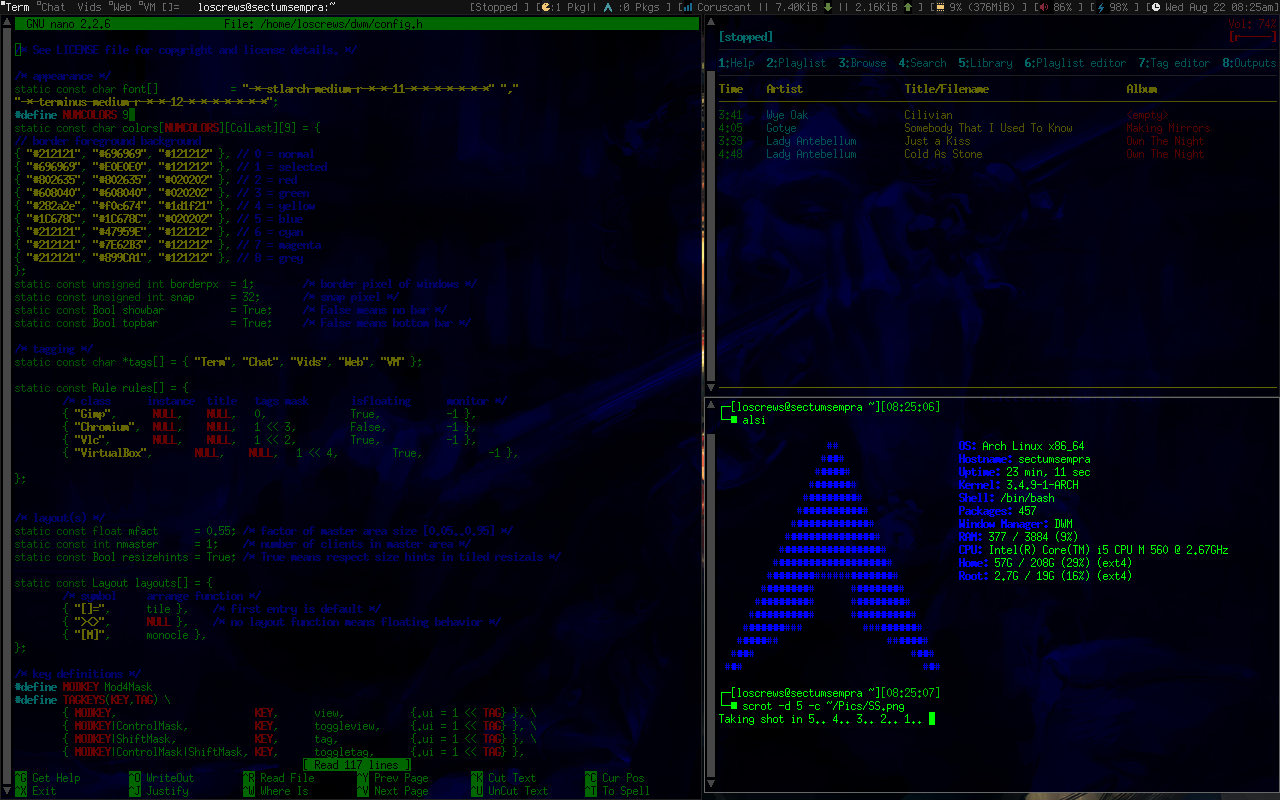 Term Chat Vids Web VM []= loscrews@sectumsempra:~ [Stopped ] [ :1 Pkg|| :0 Pkgs ] [ Coruscant || 7.40KiB || 2.16KiB ] [ 9% (376MiB) ] [ 86% ] [ 98% ] [ Wed Aug 22 08:25am]
GNU nano 2.2.6 File: /home/loscrews/dwm/config.h
/* See LICENSE file for copyright and license details. */
/* appearance */
static const char font[] = "-*-stlarch-medium-r-*-*-11-*-*-*-*-*-*-*" ","
"-*-terminus-medium-r-*-*-12-*-*-*-*-*-*-*";
#define NUMCOLORS 9
static const char colors[NUMCOLORS][ColLast][9] = {
// border foreground background
{ "#212121", "#696969", "#121212" }, // 0 = normal
{ "#696969", "#E0E0E0", "#121212" }, // 1 = selected
{ "#802635", "#802635", "#020202" }, // 2 = red
{ "#608040", "#608040", "#020202" }, // 3 = green
{ "#282a2e", "#f0c674", "#1d1f21" }, // 4 = yellow
{ "#1C678C", "#1C678C", "#020202" }, // 5 = blue
{ "#212121", "#47959E", "#121212" }, // 6 = cyan
{ "#212121", "#7E62B3", "#121212" }, // 7 = magenta
{ "#212121", "#899CA1", "#121212" }, // 8 = grey
};
static const unsigned int borderpx = 1; /* border pixel of windows */
static const unsigned int snap = 32; /* snap pixel */
static const Bool showbar = True; /* False means no bar */
static const Bool topbar = True; /* False means bottom bar */
/* tagging */
static const char *tags[] = { "Term", "Chat", "Vids", "Web", "VM" };
static const Rule rules[] = {
/* class instance title tags mask isfloating monitor */
{ "Gimp", NULL, NULL, 0, True, -1 },
{ "Chromium", NULL, NULL, 1 << 3, False, -1 },
{ "Vlc", NULL, NULL, 1 << 2, True, -1 },
{ "VirtualBox", NULL, NULL, 1 << 4, True, -1 },
};
/* layout(s) */
static const float mfact = 0.55; /* factor of master area size [0.05..0.95] */
static const int nmaster = 1; /* number of clients in master area */
static const Bool resizehints = True; /* True means respect size hints in tiled resizals */
static const Layout layouts[] = {
/* symbol arrange function */
{ "[]=", tile }, /* first entry is default */
{ "><>", NULL }, /* no layout function means floating behavior */
{ "[M]", monocle },
};
/* key definitions */
#define MODKEY Mod4Mask
#define TAGKEYS(KEY,TAG) \
{ MODKEY, KEY, view, {.ui = 1 << TAG} }, \
{ MODKEY|ControlMask, KEY, toggleview, {.ui = 1 << TAG} }, \
{ MODKEY|ShiftMask, KEY, tag, {.ui = 1 << TAG} }, \
{ MODKEY|ControlMask|ShiftMask, KEY, toggletag, {.ui = 1 << TAG} },
[ Read 117 lines ]
^G Get Help ^O WriteOut ^R Read File ^Y Prev Page ^K Cut Text ^C Cur Pos
^X Exit ^J Justify ^W Where Is ^V Next Page ^U UnCut Text ^T To Spell
Vol: 74%
[stopped] [r-----]
1:Help 2:Playlist 3:Browse 4:Search 5:Library 6:Playlist editor 7:Tag editor 8:Outputs
Time Artist Title/Filename Album
3:41 Wye Oak Cilivian <empty>
4:05 Gotye Somebody That I Used To Know Making Mirrors
3:39 Lady Antebellum Just a Kiss Own The Night
4:48 Lady Antebellum Cold As Stone Own The Night
[loscrews@sectumsempra ~][08:25:06]
alsi
OS: Arch Linux x86_64
Hostname: sectumsempra
Uptime: 23 min, 11 sec
Kernel: 3.4.9-1-ARCH
Shell: /bin/bash
Packages: 457
Window Manager: DWM
RAM: 377 / 3884 (9%)
CPU: Intel(R) Core(TM) i5 CPU M 560 @ 2.67GHz
Home: 57G / 208G (29%) (ext4)
Root: 2.7G / 19G (16%) (ext4)
[loscrews@sectumsempra ~][08:25:07]
scrot -d 5 -c ~/Pics/SS.png
Taking shot in 5.. 4.. 3.. 2.. 1..